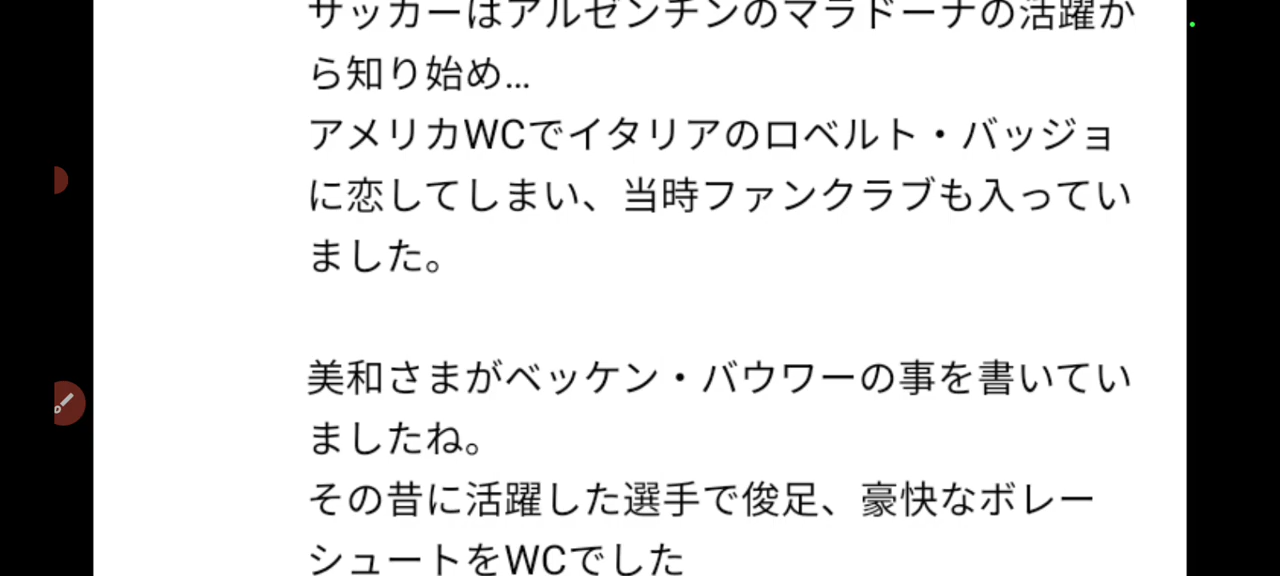 サッカーはアルゼンチンのマラドーナの活躍か
ら知り始め…
アメリカWCでイタリアのロベルト・バッジョ
に恋してしまい、当時ファンクラブも入ってい
ました。
美和さまがベッケン・バウワーの事を書いてい
ましたね。
その昔に活躍した選手で俊足、豪快なボレー
シュートをWCでした